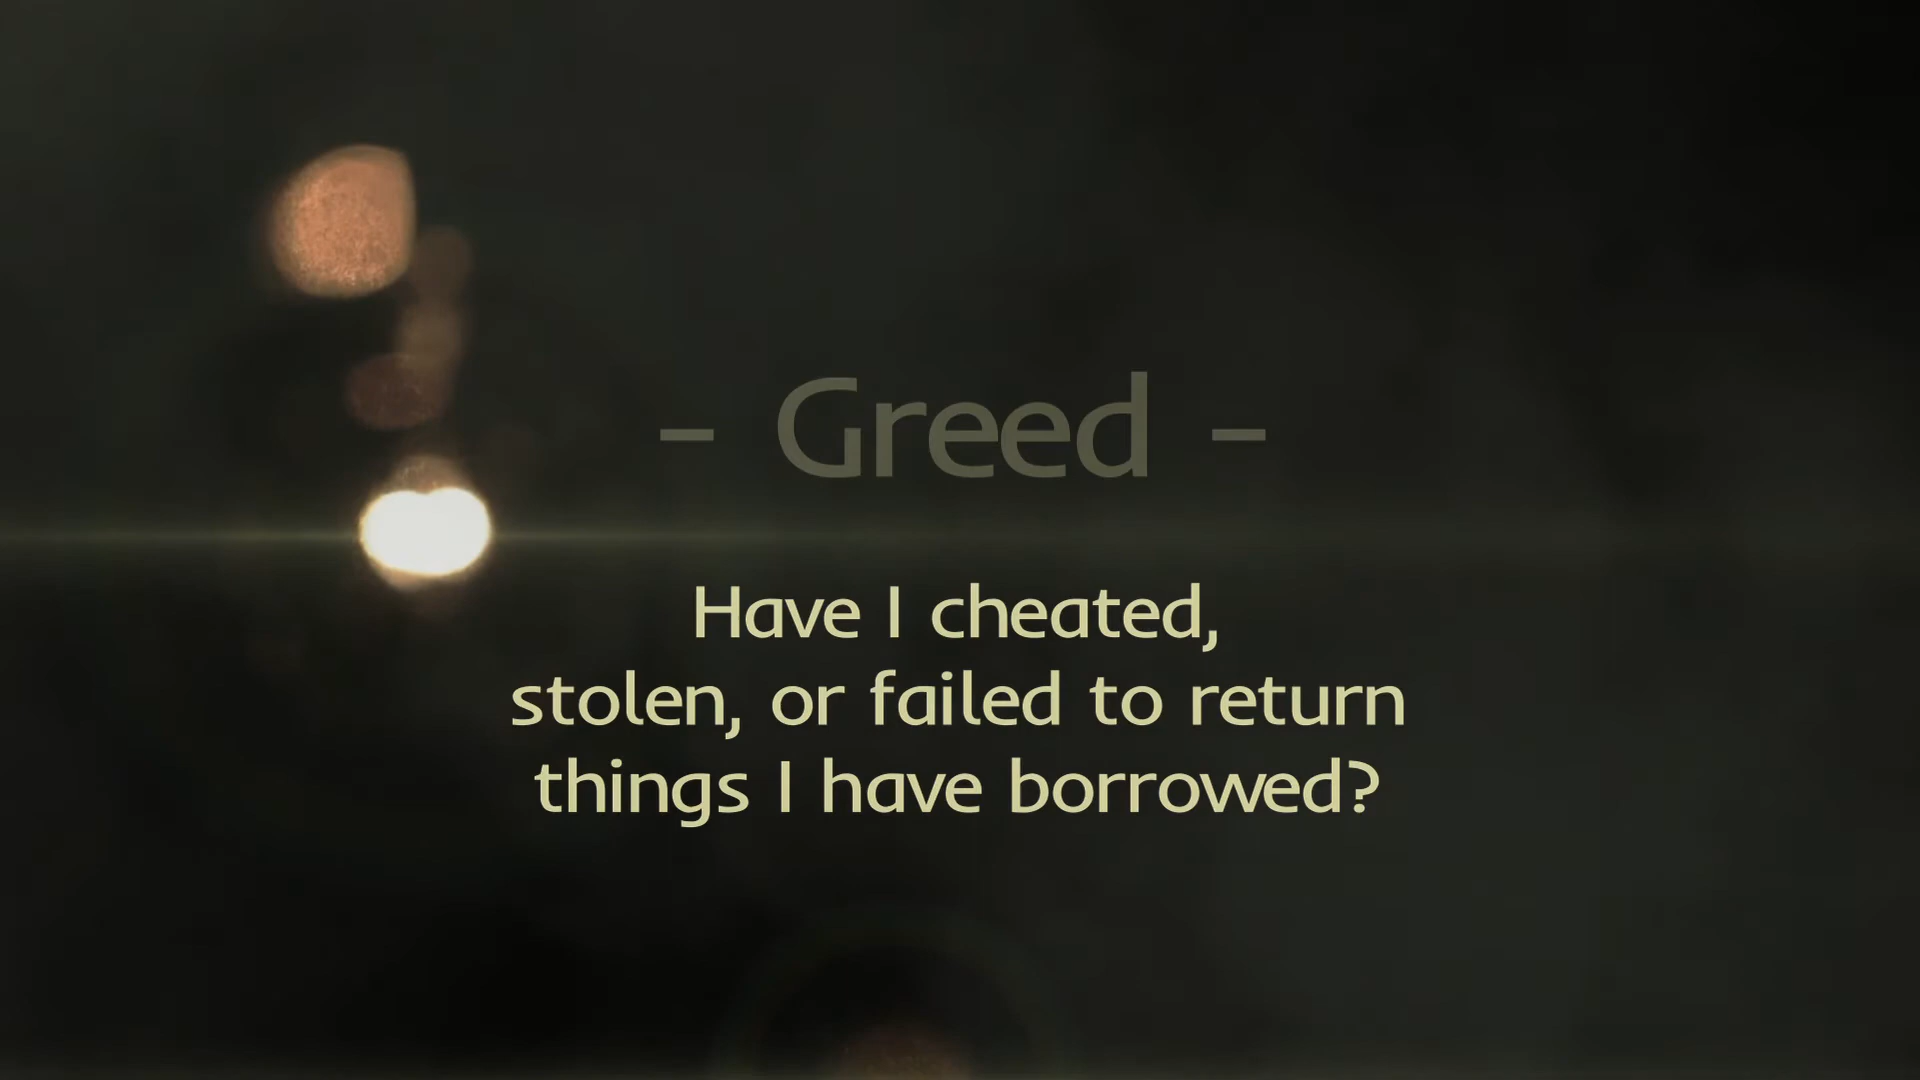 - Greed -
Have I cheated,
stolen, or failed to return
things I have borrowed?